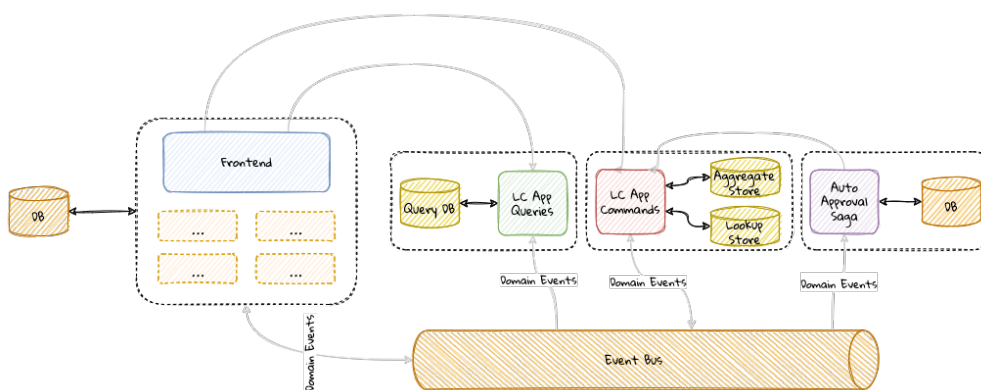 Frontend
DB
...
...
...
...
Query DB
LC App
Queries
LC App
Commands
Aggregate
Store
Lookup
Store
Auto
Approval
Saga
DB
Domain Events
Domain Events
Domain Events
Domain Events
Event Bus